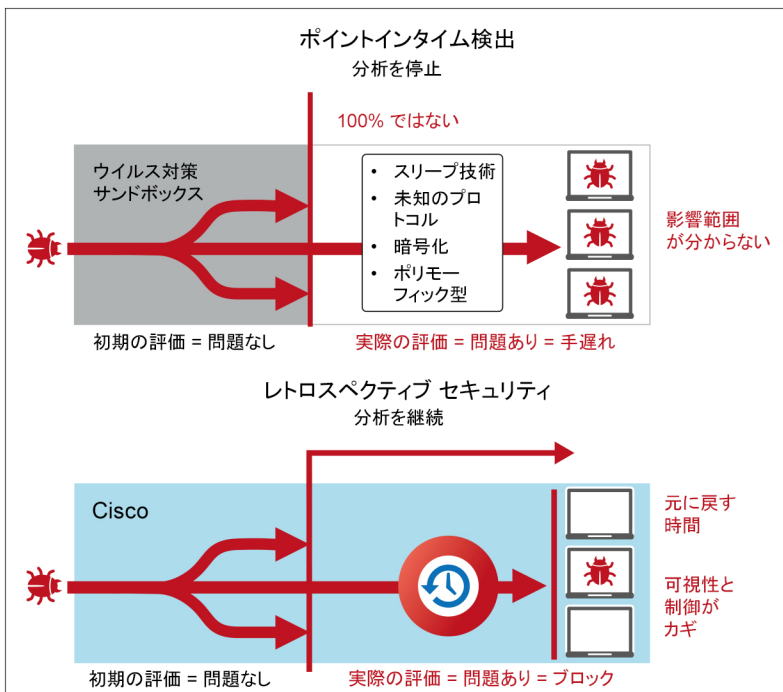 ポイントインタイム検出
分析を停止
100% ではない
ウイルス対策
サンドボックス
• スリープ技術
• 未知のプロ
トコル
• 暗号化
• ポリモー
フィック型
影響範囲
が分からない
初期の評価 = 問題なし
実際の評価 = 問題あり = 手遅れ
レトロスペクティブ セキュリティ
分析を継続
Cisco
元に戻す
時間
可視性と
制御が
カギ
初期の評価 = 問題なし
実際の評価 = 問題あり = ブロック